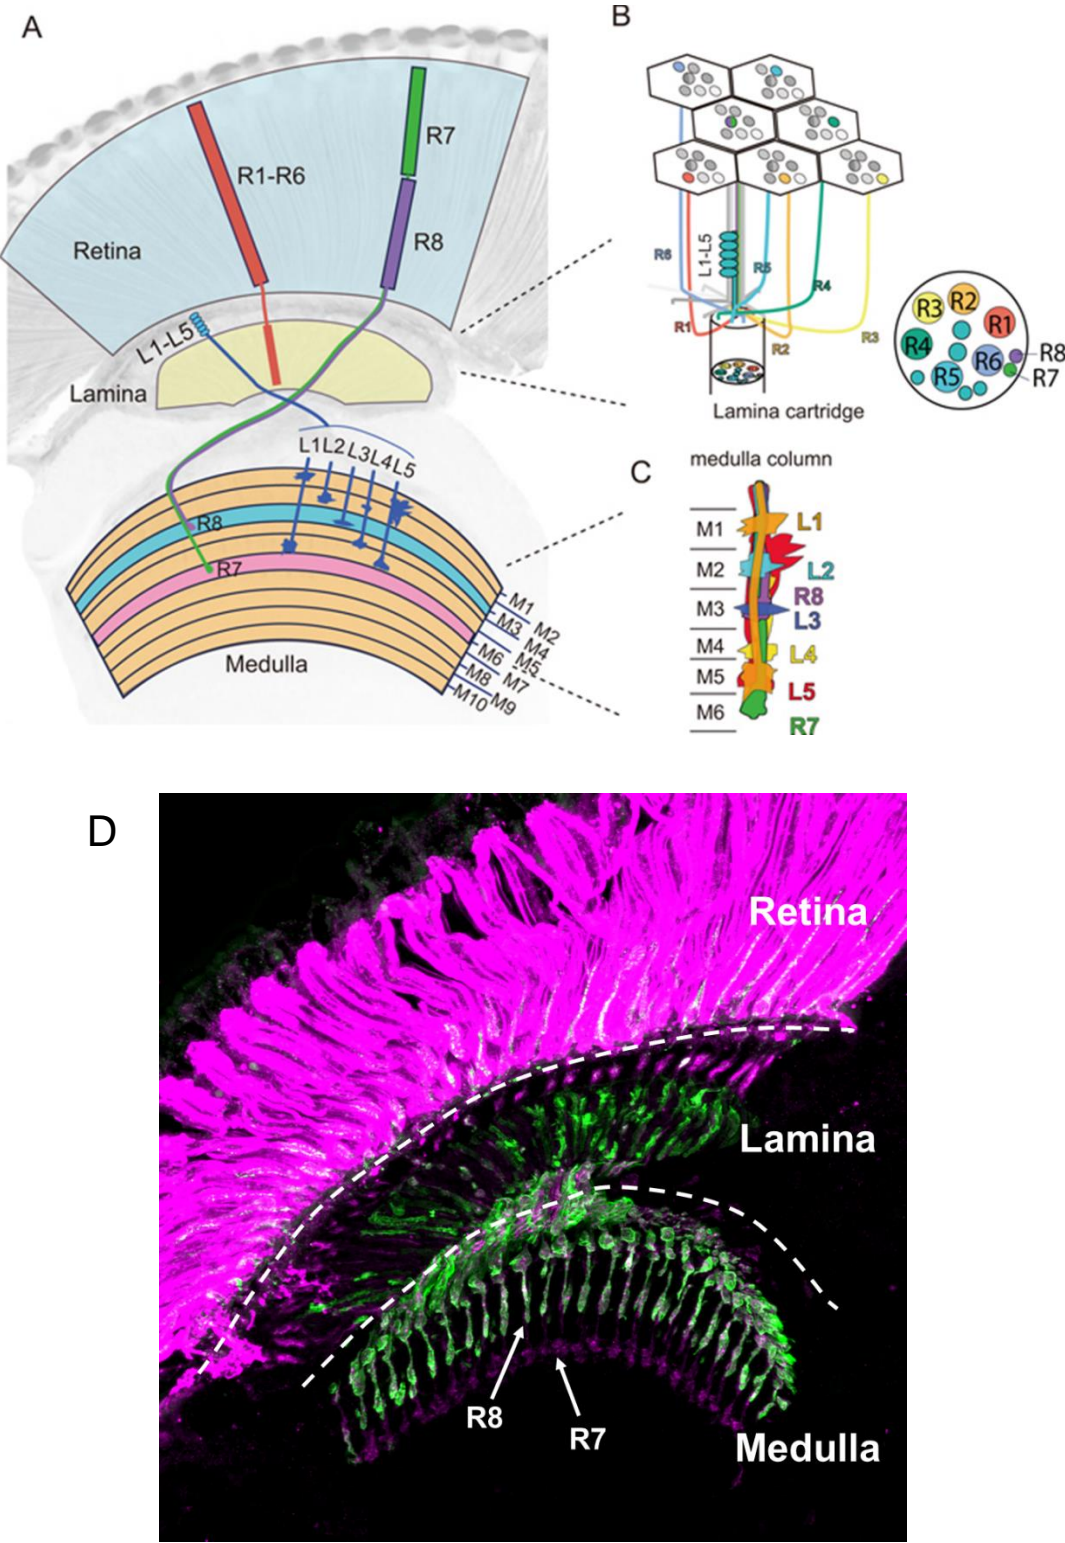 A
R7
R1-R6
R8
Retina
L1-L5
Lamina
L1 L2 L3 L4 L5
R8
R7
Medulla
M1
M2
M3
M4
M5
M6
M7
M8
M9
M10
B
R6
L1-L5
R5
R4
R1
R2
R3
Lamina cartridge
R3
R2
R1
R4
R6
R5
R8
R7
C
medulla column
M1
L1
M2
L2
R8
M3
L3
M4
L4
M5
L5
M6
R7
D
Retina
Lamina
R8
R7
Medulla